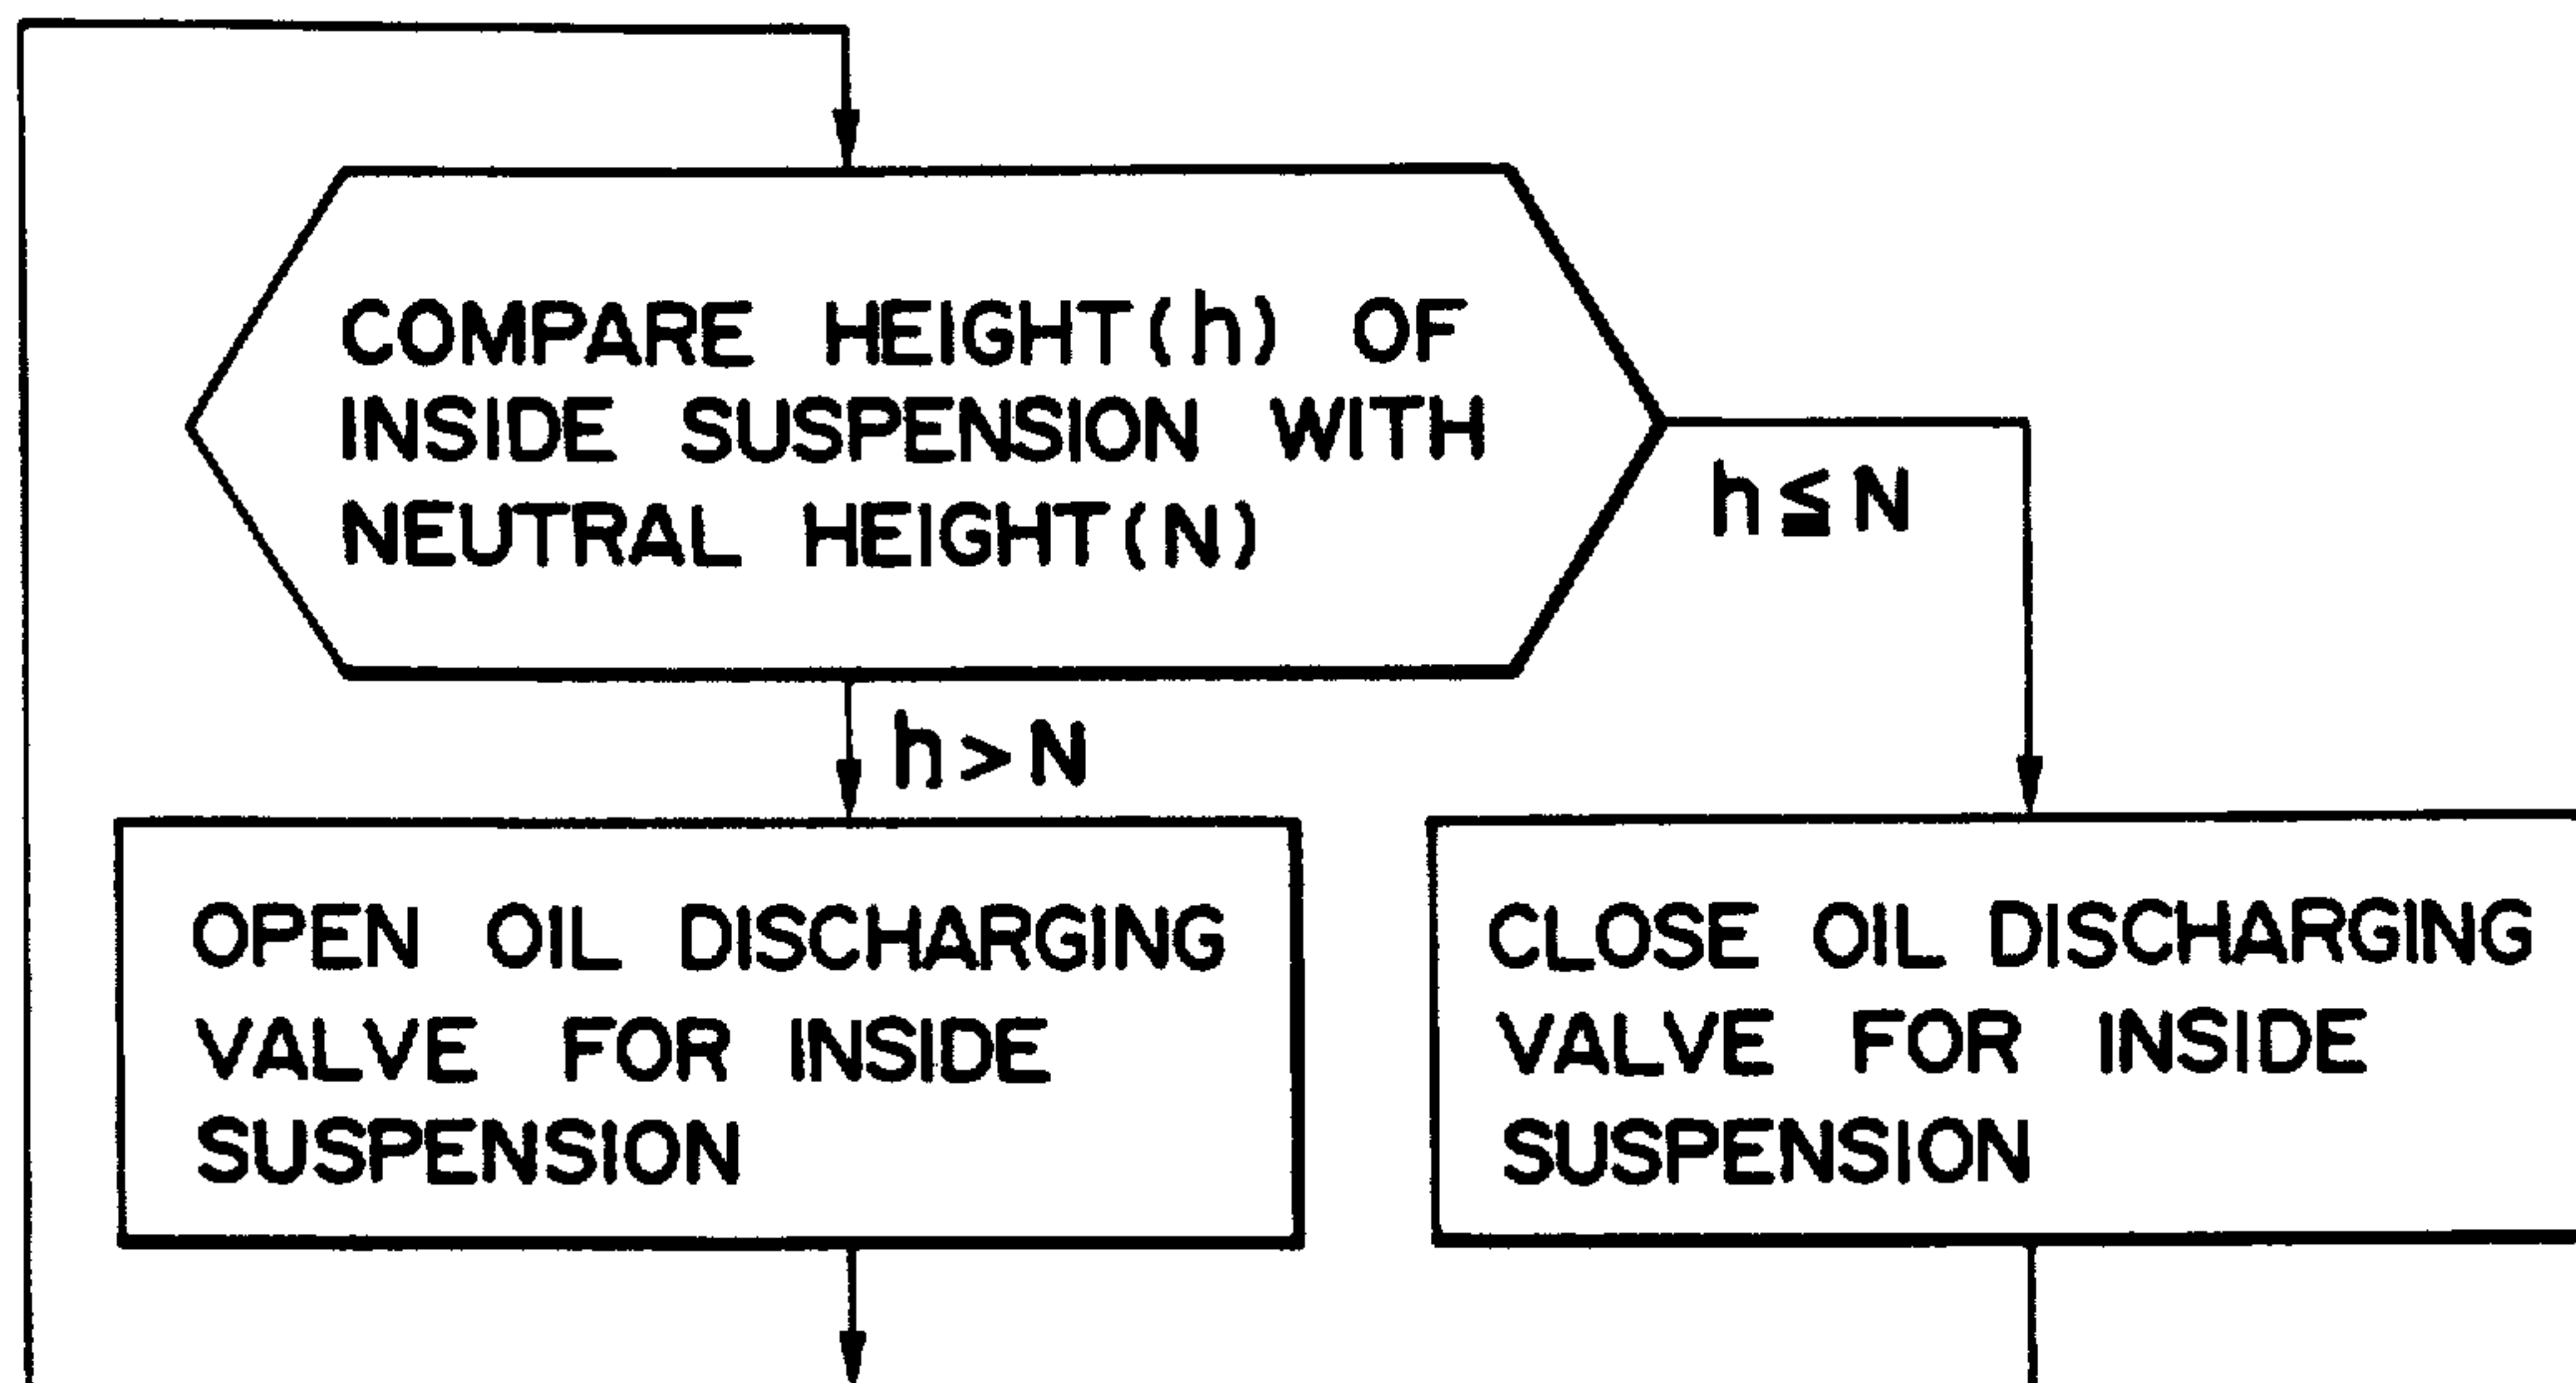 COMPARE HEIGHT(h) OF
INSIDE SUSPENSION WITH
NEUTRAL HEIGHT(N)
h≦N
h>N
OPEN OIL DISCHARGING
VALVE FOR INSIDE
SUSPENSION
CLOSE OIL DISCHARGING
VALVE FOR INSIDE
SUSPENSION